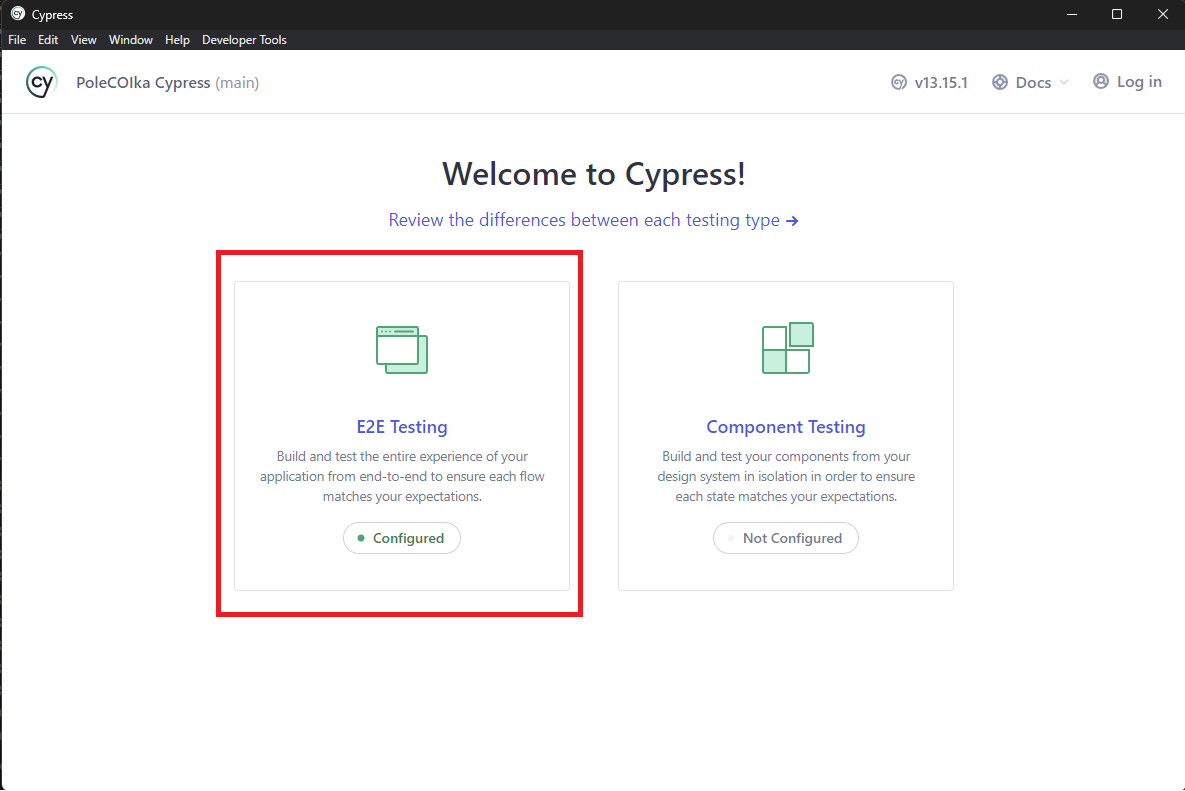 Cypress
File Edit View Window Help Developer Tools
cy PoleCOIka Cypress (main) v13.15.1 Docs Log in
Welcome to Cypress!
Review the differences between each testing type →
E2E Testing
Build and test the entire experience of your
application from end-to-end to ensure each flow
matches your expectations.
Configured
Component Testing
Build and test your components from your
design system in isolation in order to ensure
each state matches your expectations.
Not Configured